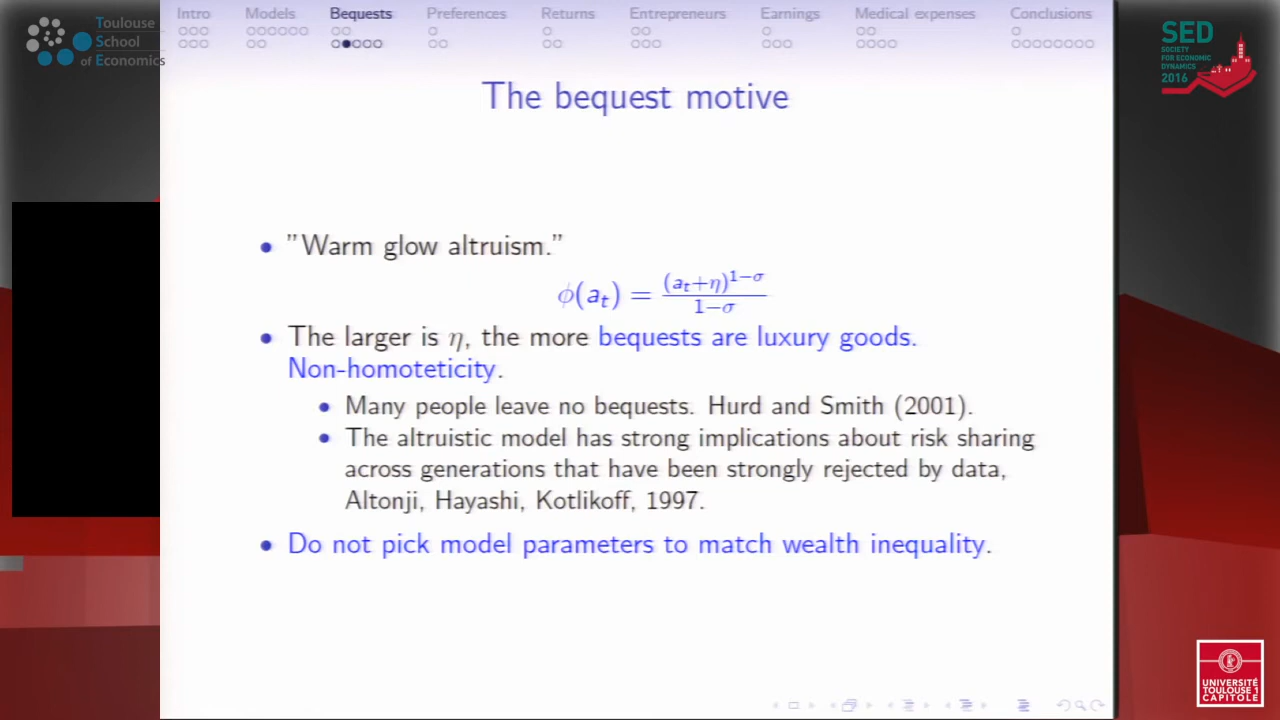 Toulouse
School
of Economics
Intro Models Bequests Preferences Returns Entrepreneurs Earnings Medical expenses Conclusions
SED
SOCIETY
FOR ECONOMIC
DYNAMICS
2016
The bequest motive
"Warm glow altruism."
ϕ(aₜ) = (aₜ+η)^{1−σ} / 1−σ
The larger is η, the more bequests are luxury goods.
Non-homoteticity.
Many people leave no bequests. Hurd and Smith (2001).
The altruistic model has strong implications about risk sharing
across generations that have been strongly rejected by data,
Altonji, Hayashi, Kotlikoff, 1997.
Do not pick model parameters to match wealth inequality.
UNIVERSITÉ
TOULOUSE 1
CAPITOLE